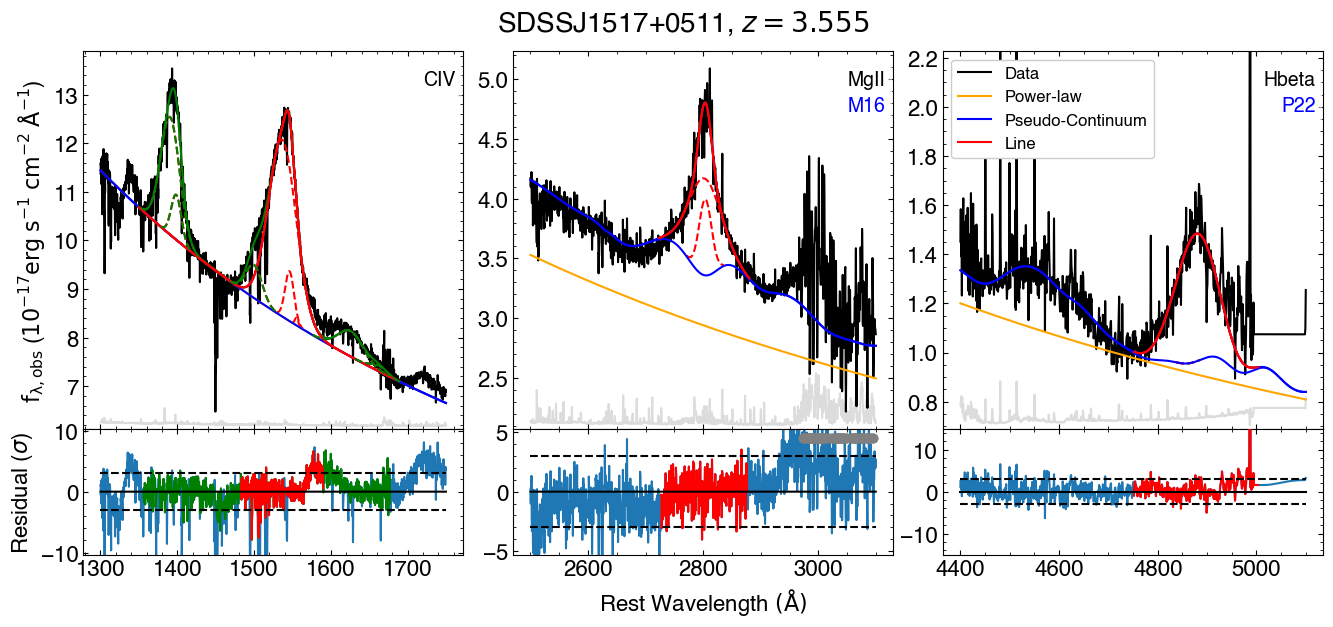 SDSSJ1517+0511, z = 3.555
f_λ,obs (10^−17 erg s^−1 cm^−2 Å^−1)
13
12
11
10
9
8
7
CIV
5.0
4.5
4.0
3.5
3.0
2.5
MgII
M16
2.2
2.0
1.8
1.6
1.4
1.2
1.0
0.8
Data
Power-law
Pseudo-Continuum
Line
Hbeta
P22
Residual (σ)
10
0
−10
5
0
−5
10
0
−10
1300 1400 1500 1600 1700
2600 2800 3000
4400 4600 4800 5000
Rest Wavelength (Å)